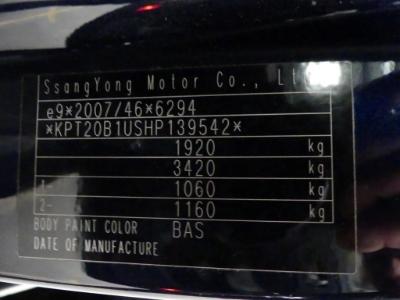 SsangYong Motor Co., Lt
e9*2007/46*6294
*KPT20B1USHP139542*
1920 kg
3420 kg
1- 1060 kg
2- 1160 kg
BODY PAINT COLOR BAS
DATE OF MANUFACTURE